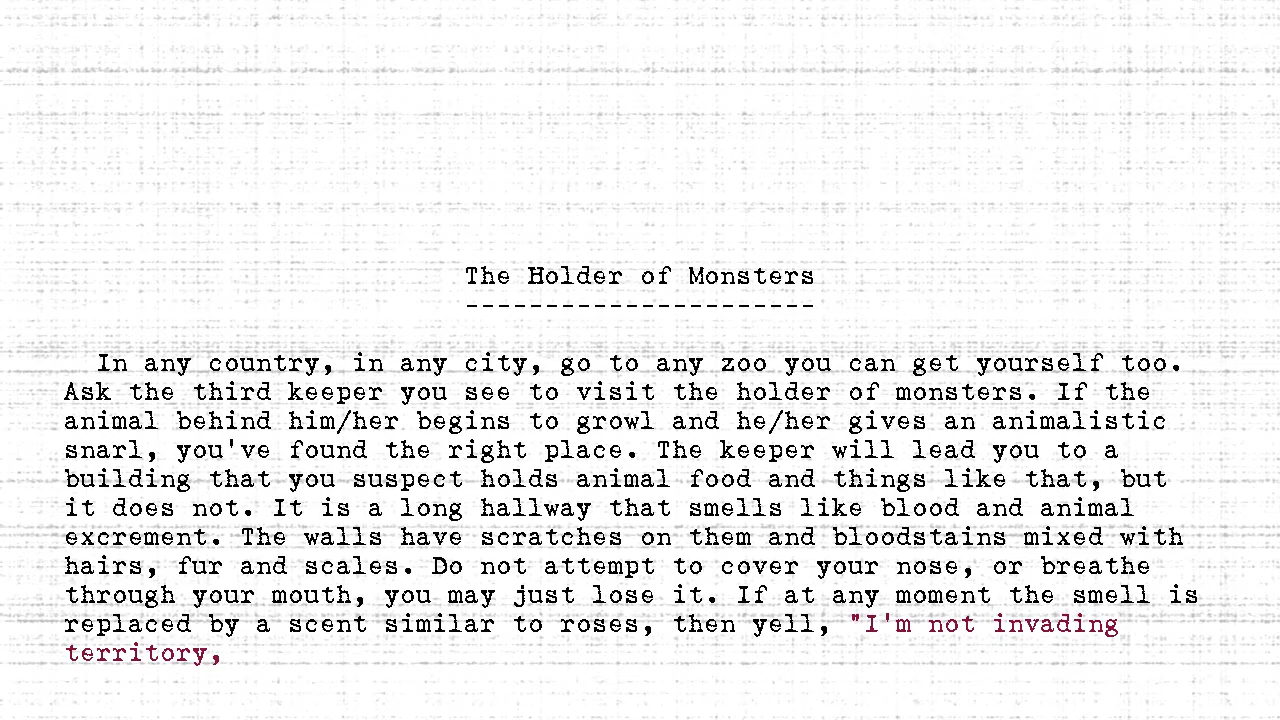 The Holder of Monsters
----------------------
In any country, in any city, go to any zoo you can get yourself too.
Ask the third keeper you see to visit the holder of monsters. If the
animal behind him/her begins to growl and he/her gives an animalistic
snarl, you've found the right place. The keeper will lead you to a
building that you suspect holds animal food and things like that, but
it does not. It is a long hallway that smells like blood and animal
excrement. The walls have scratches on them and bloodstains mixed with
hairs, fur and scales. Do not attempt to cover your nose, or breathe
through your mouth, you may just lose it. If at any moment the smell is
replaced by a scent similar to roses, then yell, "I'm not invading
territory,